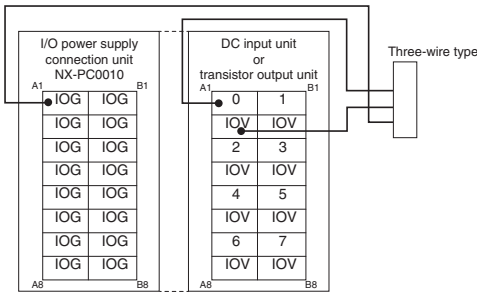 I/O power supply
connection unit
NX-PC0010
A1
B1
IOG IOG
IOG IOG
IOG IOG
IOG IOG
IOG IOG
IOG IOG
IOG IOG
IOG IOG
A8
B8
DC input unit
or
transistor output unit
A1
B1
0 1
IOV IOV
2 3
IOV IOV
4 5
IOV IOV
6 7
IOV IOV
A8
B8
Three-wire type